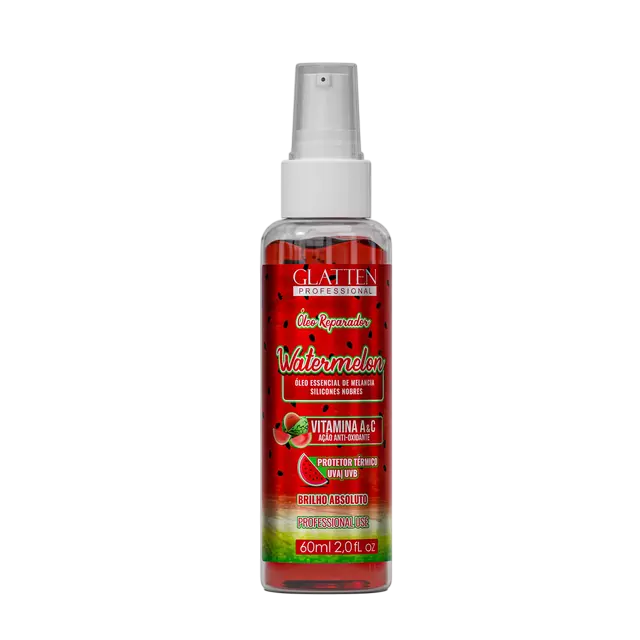 GLATTEN
PROFESSIONAL
Óleo Reparador
Watermelon
ÓLEO ESSENCIAL DE MELANCIA
SILICONES NOBRES
VITAMINA A&C
AÇÃO ANTI-OXIDANTE
PROTETOR TÉRMICO
UVA| UVB
BRILHO ABSOLUTO
PROFESSIONAL USE
60ml 2,0fl. oz